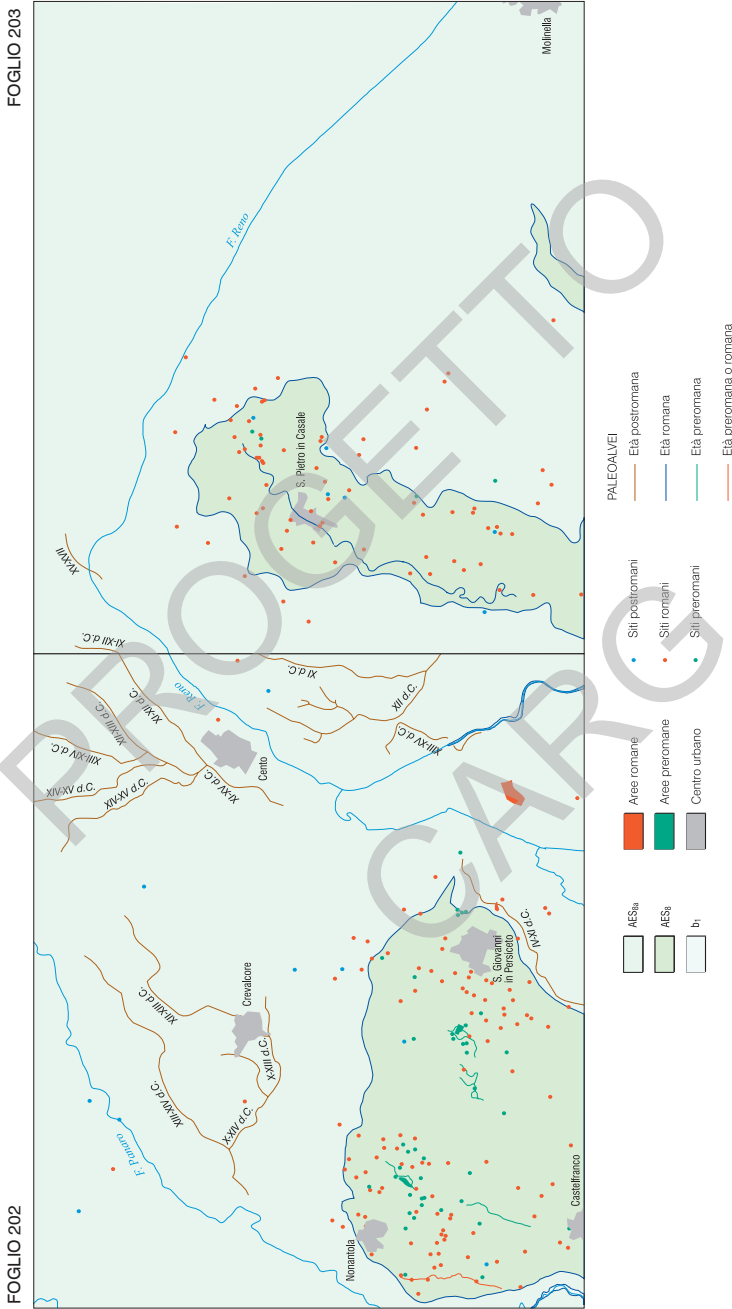 FOGLIO 202
FOGLIO 203
F. Panaro
XIII-XIV d.C.
XII-XIII d.C.
X-XIV d.C.
X-XIII d.C.
Crevalcore
Nonantola
Castelfranco
S. Giovanni
in Persiceto
IV-XI d.C.
XIV-XV d.C.
XIV-XV d.C.
XIII-XIV d.C.
XII-XIII d.C.
XI-XII d.C.
XI-XII d.C.
XI-XV d.C.
Cento
F. Reno
XI d.C.
XII d.C.
XIII-XV d.C.
XV-XVII
F. Reno
S. Pietro in Casale
Molinella
PROGETTO
CARG
AES8a
AES8
b1
Aree romane
Aree preromane
Centro urbano
Siti postromani
Siti romani
Siti preromani
PALEOALVEI
Età postromana
Età romana
Età preromana
Età preromana o romana